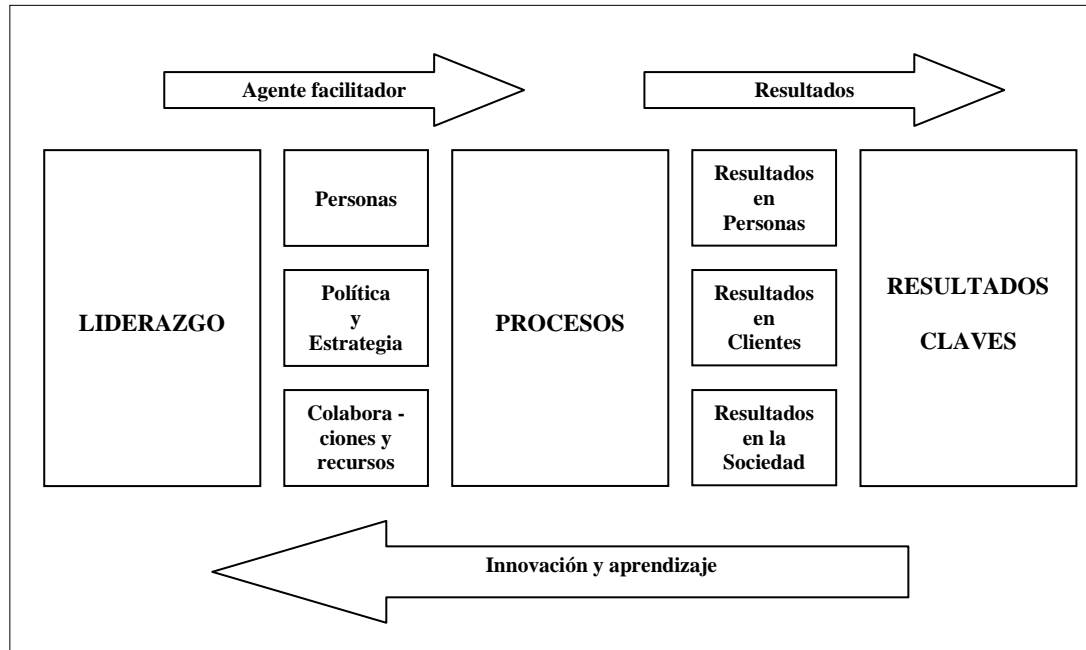 Agente facilitador
Resultados
LIDERAZGO
Personas
Política
y
Estrategia
Colabora -
ciones y
recursos
PROCESOS
Resultados
en
Personas
Resultados
en
Clientes
Resultados
en la
Sociedad
RESULTADOS
CLAVES
Innovación y aprendizaje